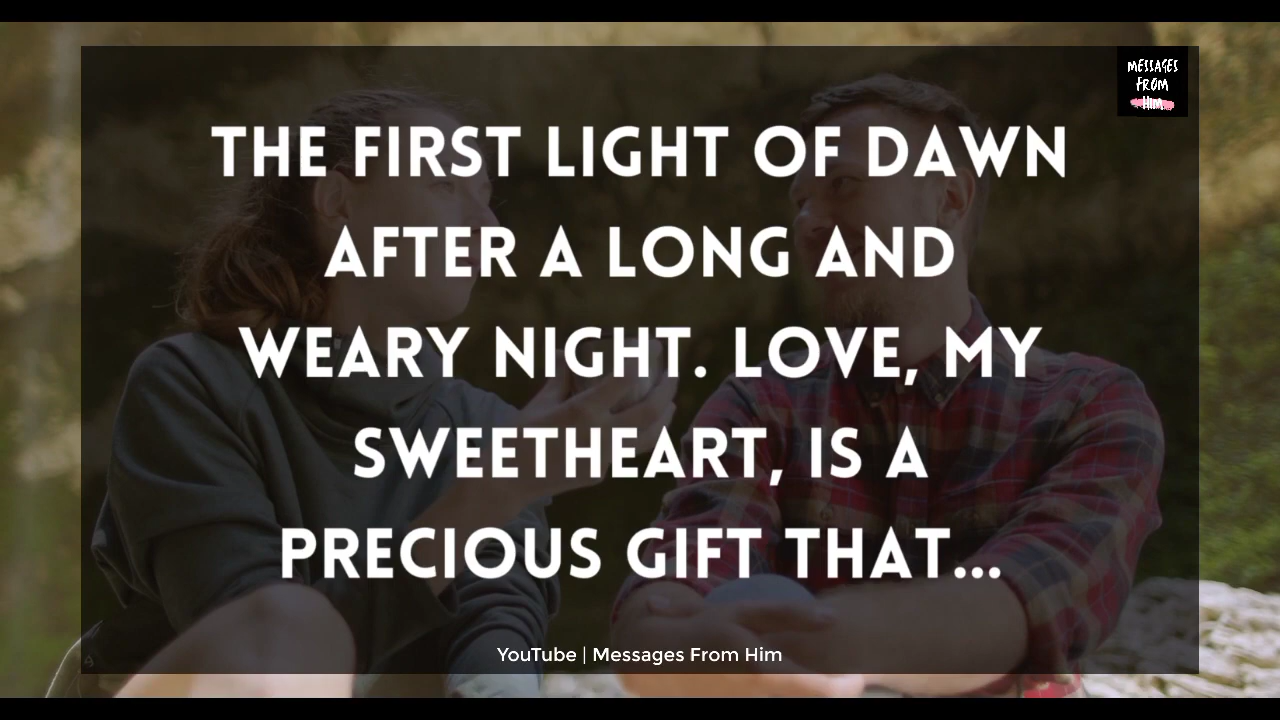 MESSAGES
FROM
HIM
THE FIRST LIGHT OF DAWN
AFTER A LONG AND
WEARY NIGHT. LOVE, MY
SWEETHEART, IS A
PRECIOUS GIFT THAT...
YouTube | Messages From Him